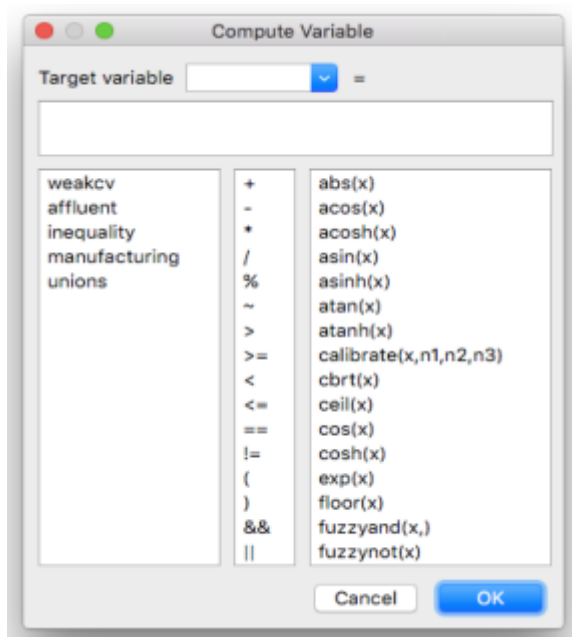 Compute Variable
Target variable =
weakcv + abs(x)
affluent - acos(x)
inequality * acosh(x)
manufacturing / asin(x)
unions % asinh(x)
~ atan(x)
> atanh(x)
>= calibrate(x,n1,n2,n3)
< cbrt(x)
<= ceil(x)
== cos(x)
!= cosh(x)
( exp(x)
) floor(x)
&& fuzzyand(x,)
|| fuzzynot(x)
Cancel OK